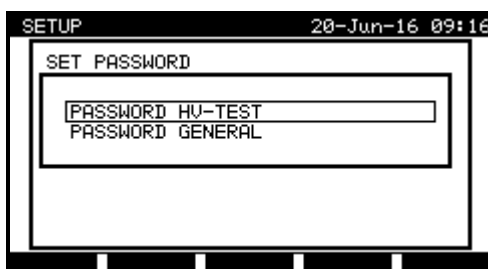 SETUP 20-Jun-16 09:16
SET PASSWORD
PASSWORD HV-TEST
PASSWORD GENERAL